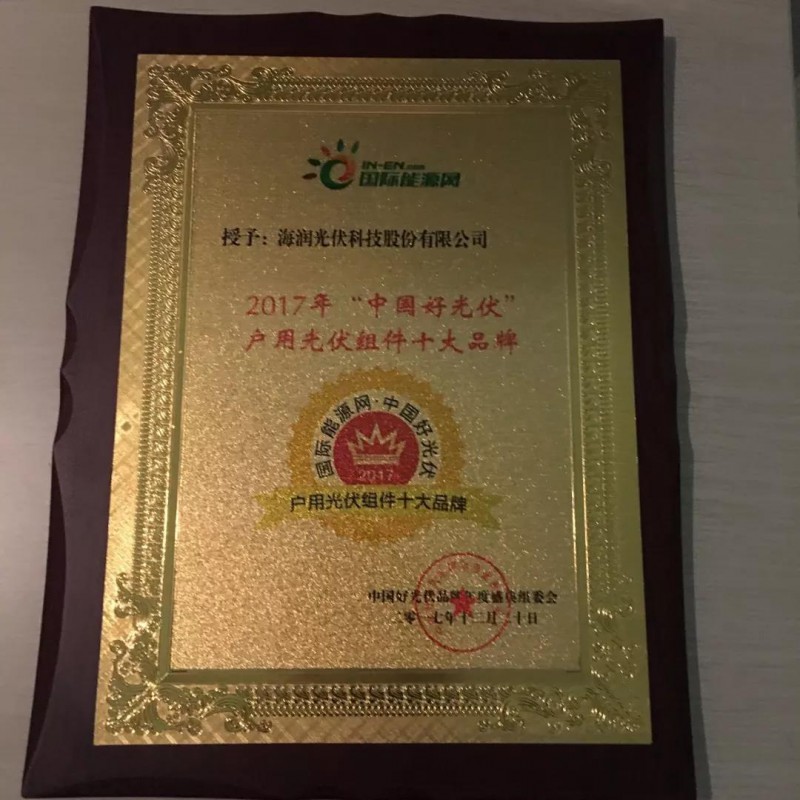 IN-EN.com
国际能源网
授予：海润光伏科技股份有限公司
2017年“中国好光伏”
户用光伏组件十大品牌
国际能源网·中国好光伏
2017
户用光伏组件十大品牌
中国好光伏品牌年度盛典组委会
二零一七年十二月二十日